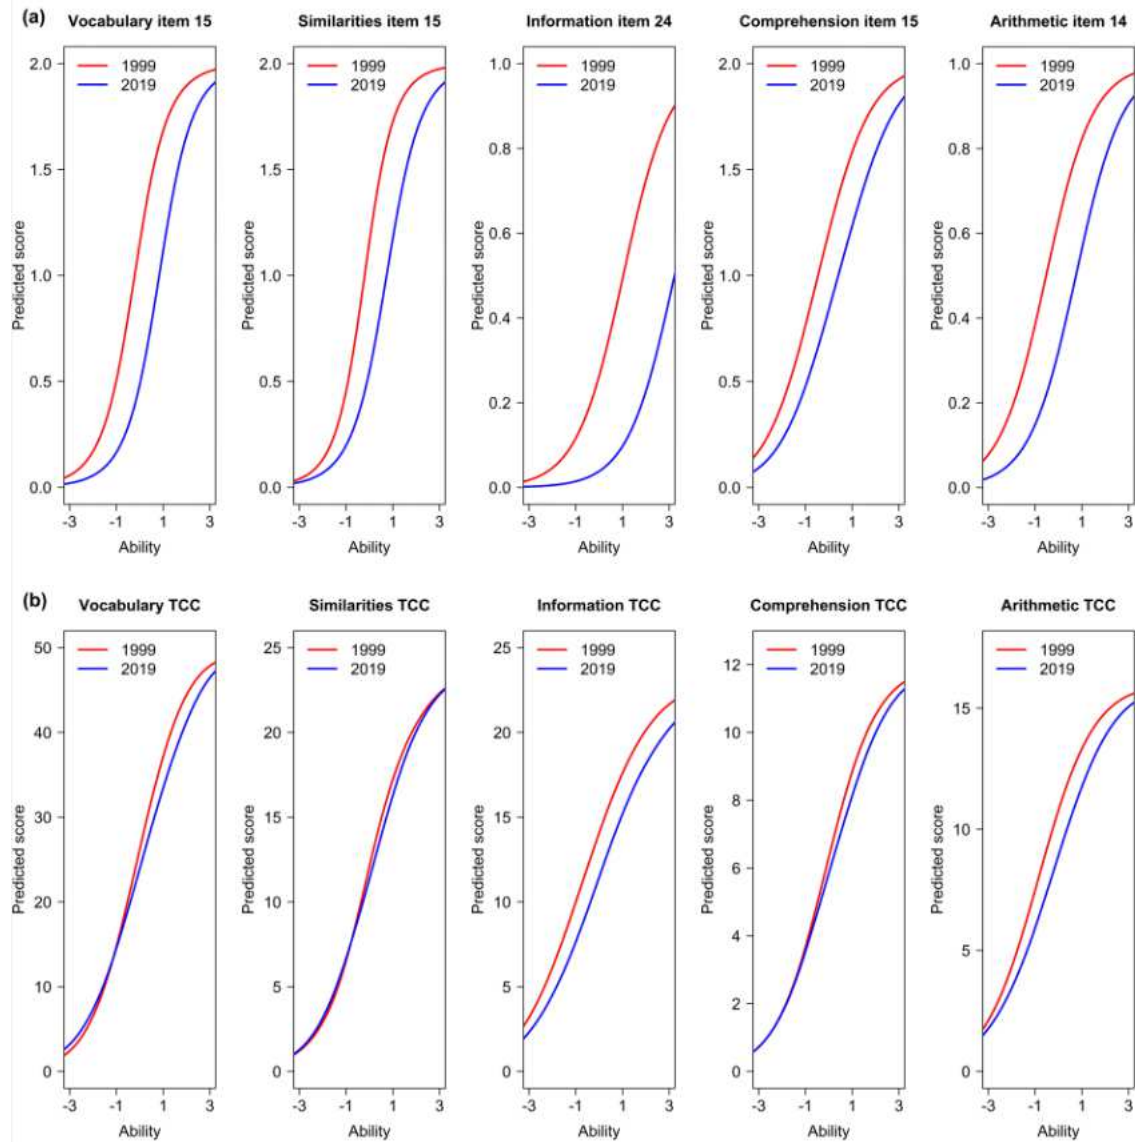 (a) Vocabulary item 15 Similarities item 15 Information item 24 Comprehension item 15 Arithmetic item 14
2.0 1999 2.0 1999 1.0 1999 2.0 1999 1.0 1999
2019 2019 2019 2019 2019
1.5 1.5 0.8 1.5 0.8
Predicted score Predicted score Predicted score Predicted score Predicted score
1.0 1.0 0.6 1.0 0.6
0.5 0.5 0.4 0.5 0.4
0.2 0.2
0.0 0.0 0.0 0.0 0.0
-3 -1 1 3 -3 -1 1 3 -3 -1 1 3 -3 -1 1 3 -3 -1 1 3
Ability Ability Ability Ability Ability
(b) Vocabulary TCC Similarities TCC Information TCC Comprehension TCC Arithmetic TCC
50 1999 25 1999 25 1999 12 1999 1999
2019 2019 2019 2019 2019
40 20 20 10 15
Predicted score Predicted score Predicted score Predicted score Predicted score
30 15 15 8 10
20 10 10 6
10 5 5 4 5
2
0 0 0 0 0
-3 -1 1 3 -3 -1 1 3 -3 -1 1 3 -3 -1 1 3 -3 -1 1 3
Ability Ability Ability Ability Ability